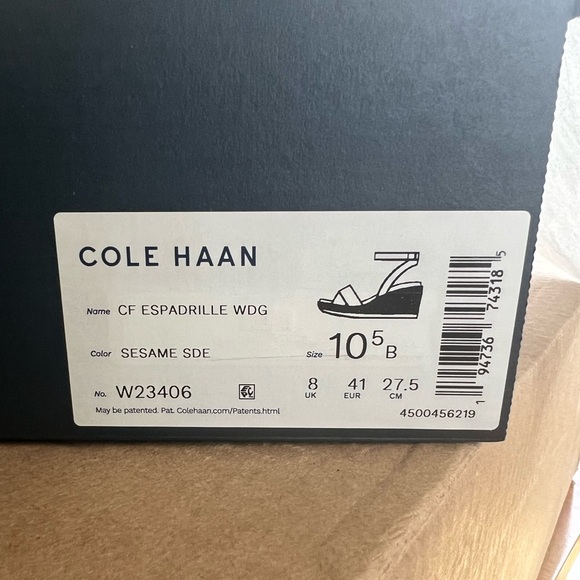 COLE HAAN
Name CF ESPADRILLE WDG
Color SESAME SDE
Size 10⁵ B
No. W23406
8 41 27.5
UK EUR CM
May be patented. Pat. Colehaan.com/Patents.html
4500456219
1 94736 74318 5